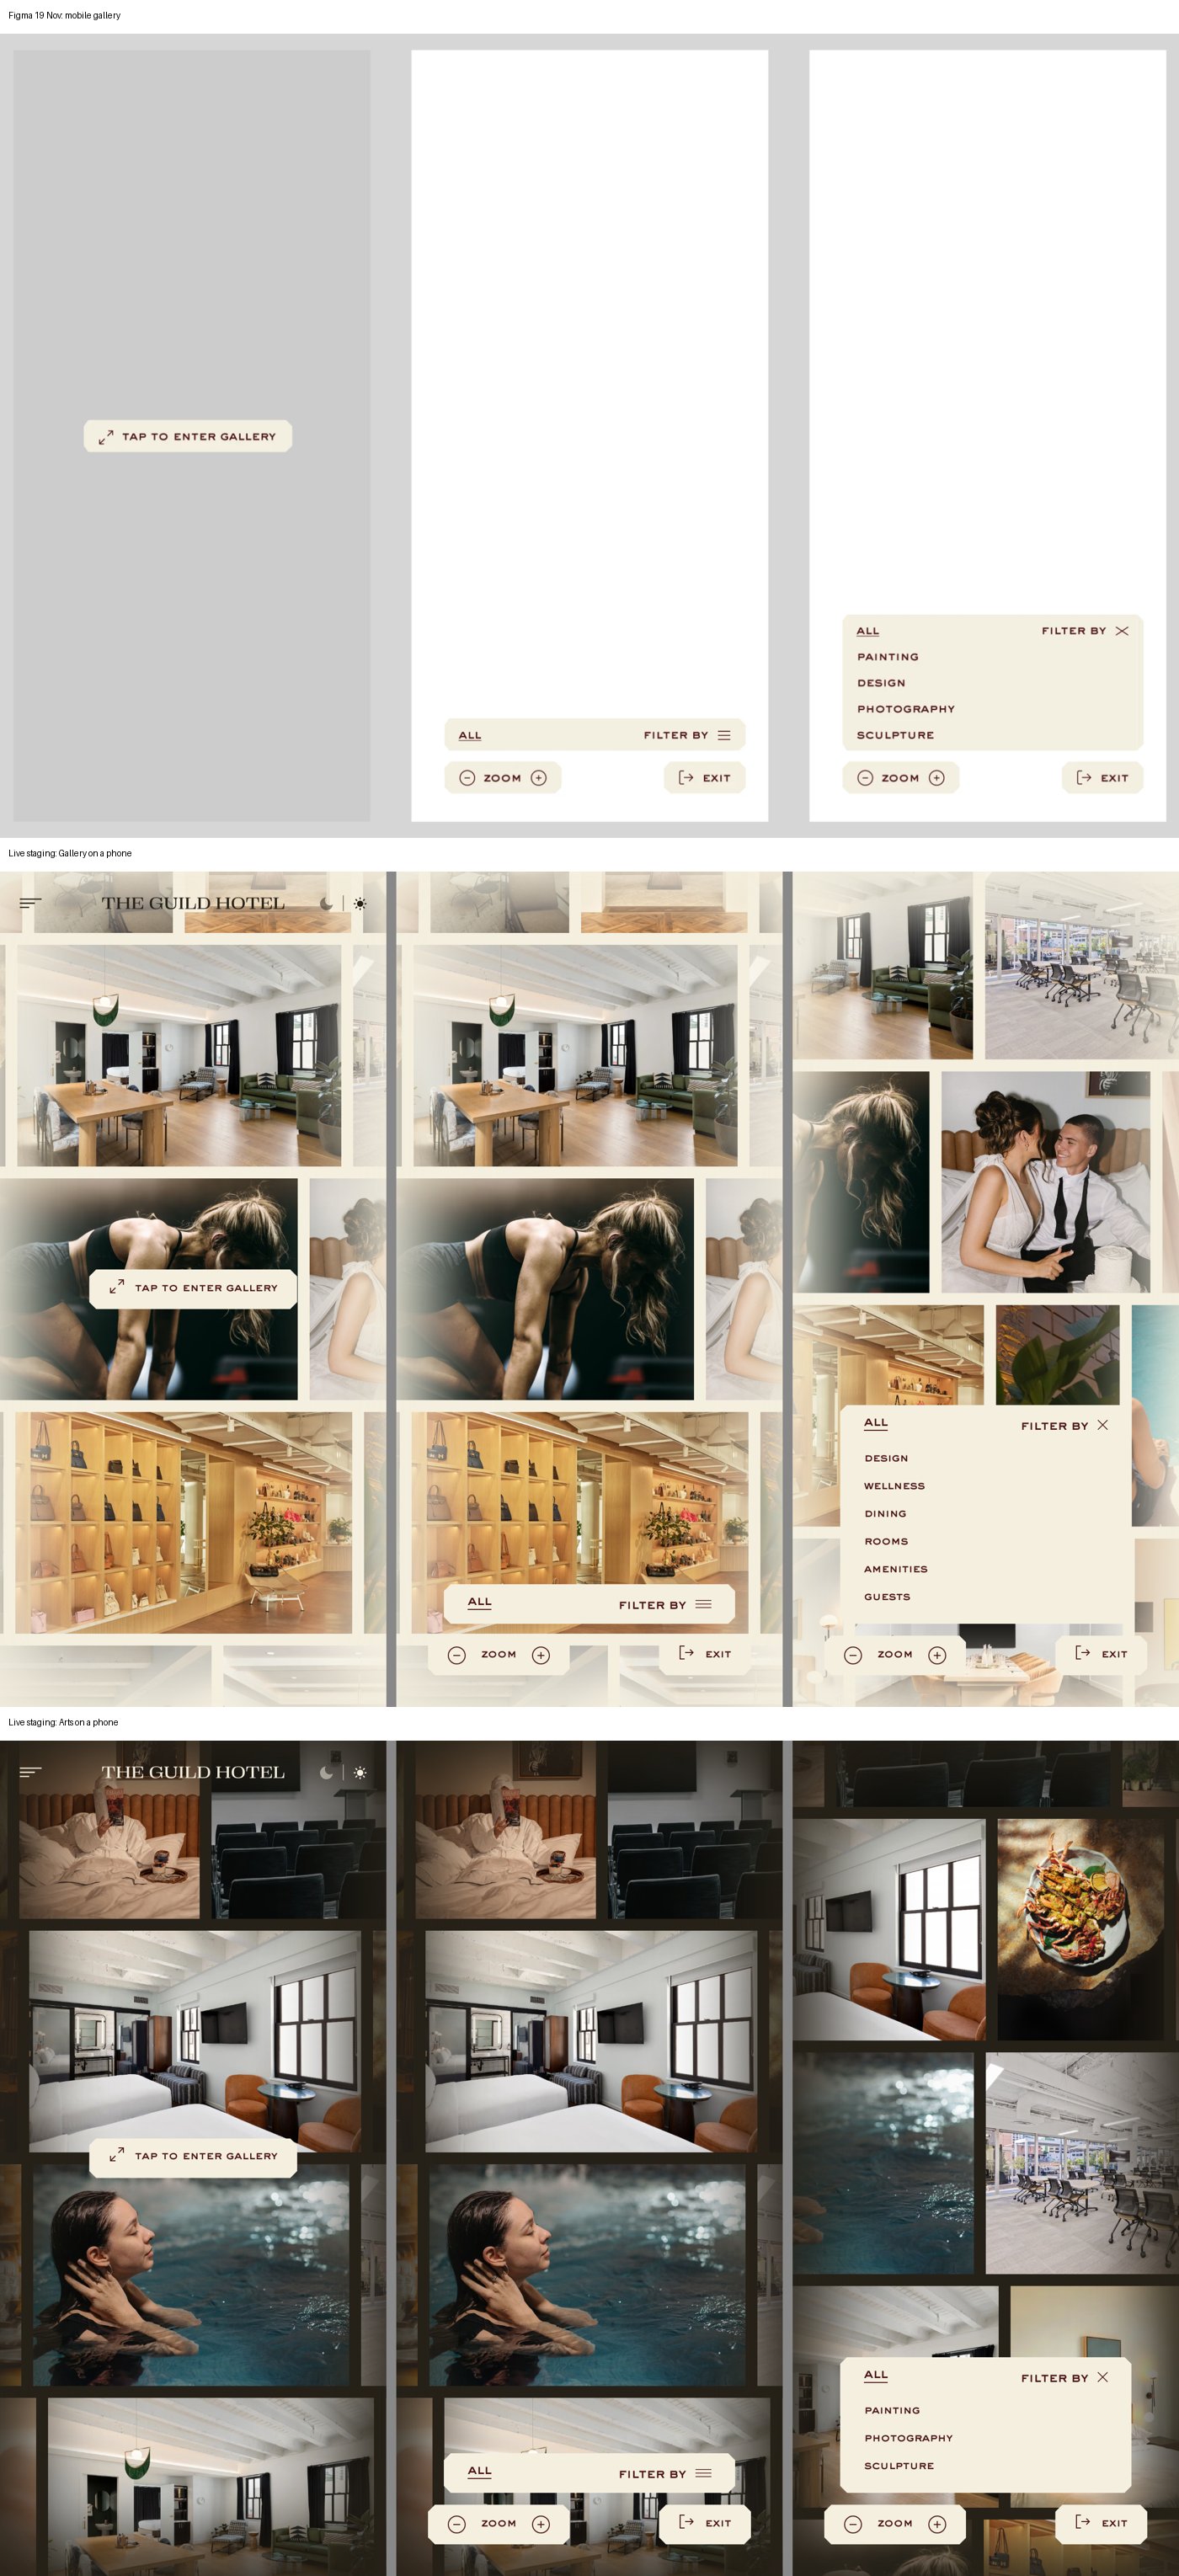 Figma 19 Nov: mobile gallery
TAP TO ENTER GALLERY
ALL FILTER BY
ZOOM EXIT
ALL FILTER BY
PAINTING
DESIGN
PHOTOGRAPHY
SCULPTURE
ZOOM EXIT
Live staging: Gallery on a phone
THE GUILD HOTEL
TAP TO ENTER GALLERY
ALL FILTER BY
ZOOM EXIT
ALL FILTER BY
DESIGN
WELLNESS
DINING
ROOMS
AMENITIES
GUESTS
ZOOM EXIT
Live staging: Arts on a phone
THE GUILD HOTEL
TAP TO ENTER GALLERY
ALL FILTER BY
ZOOM EXIT
ALL FILTER BY
PAINTING
PHOTOGRAPHY
SCULPTURE
ZOOM EXIT